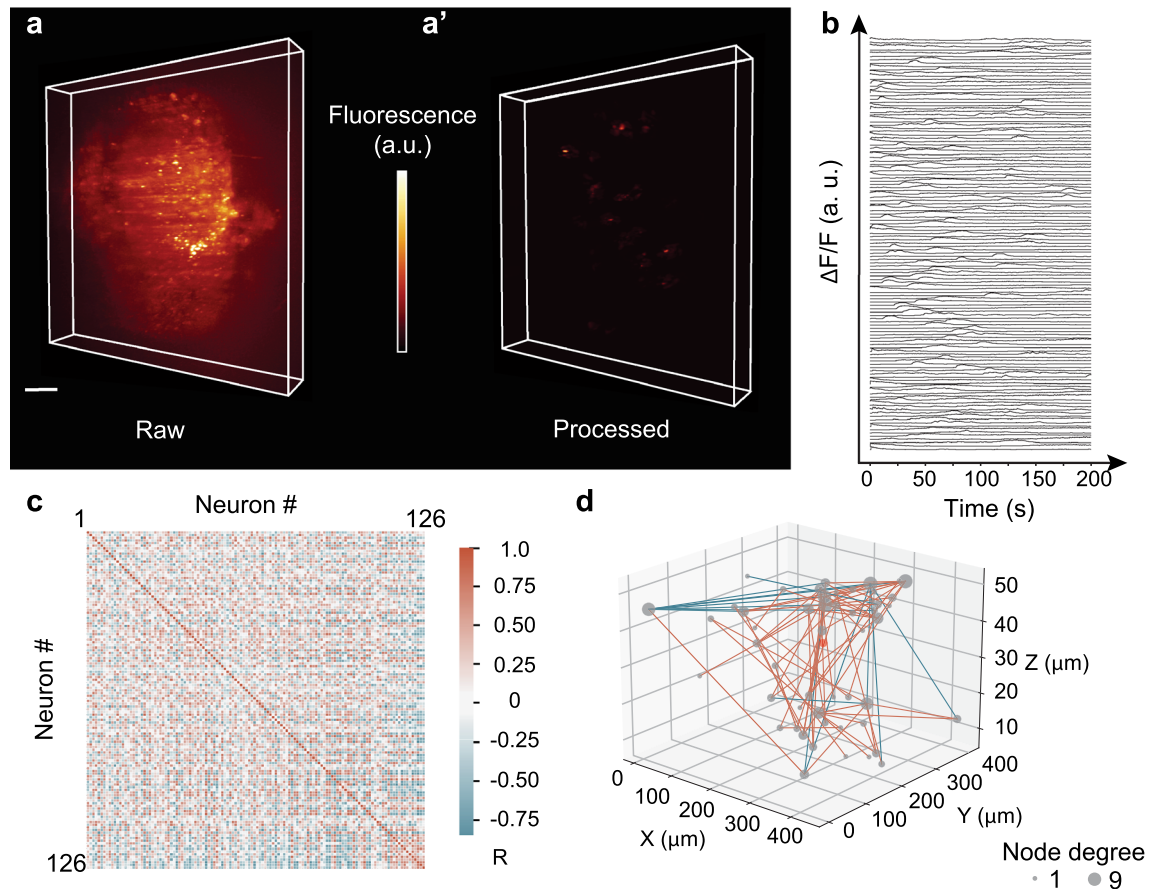 a
a’
Fluorescence
(a.u.)
Raw
Processed
b
ΔF/F (a. u.)
0
50
100
150
200
Time (s)
c
Neuron #
1
126
Neuron #
126
1.0
0.75
0.50
0.25
0
-0.25
-0.50
-0.75
R
d
50
40
30
20
10
Z (µm)
0
100
200
300
400
X (µm)
0
100
200
300
400
Y (µm)
Node degree
1
9